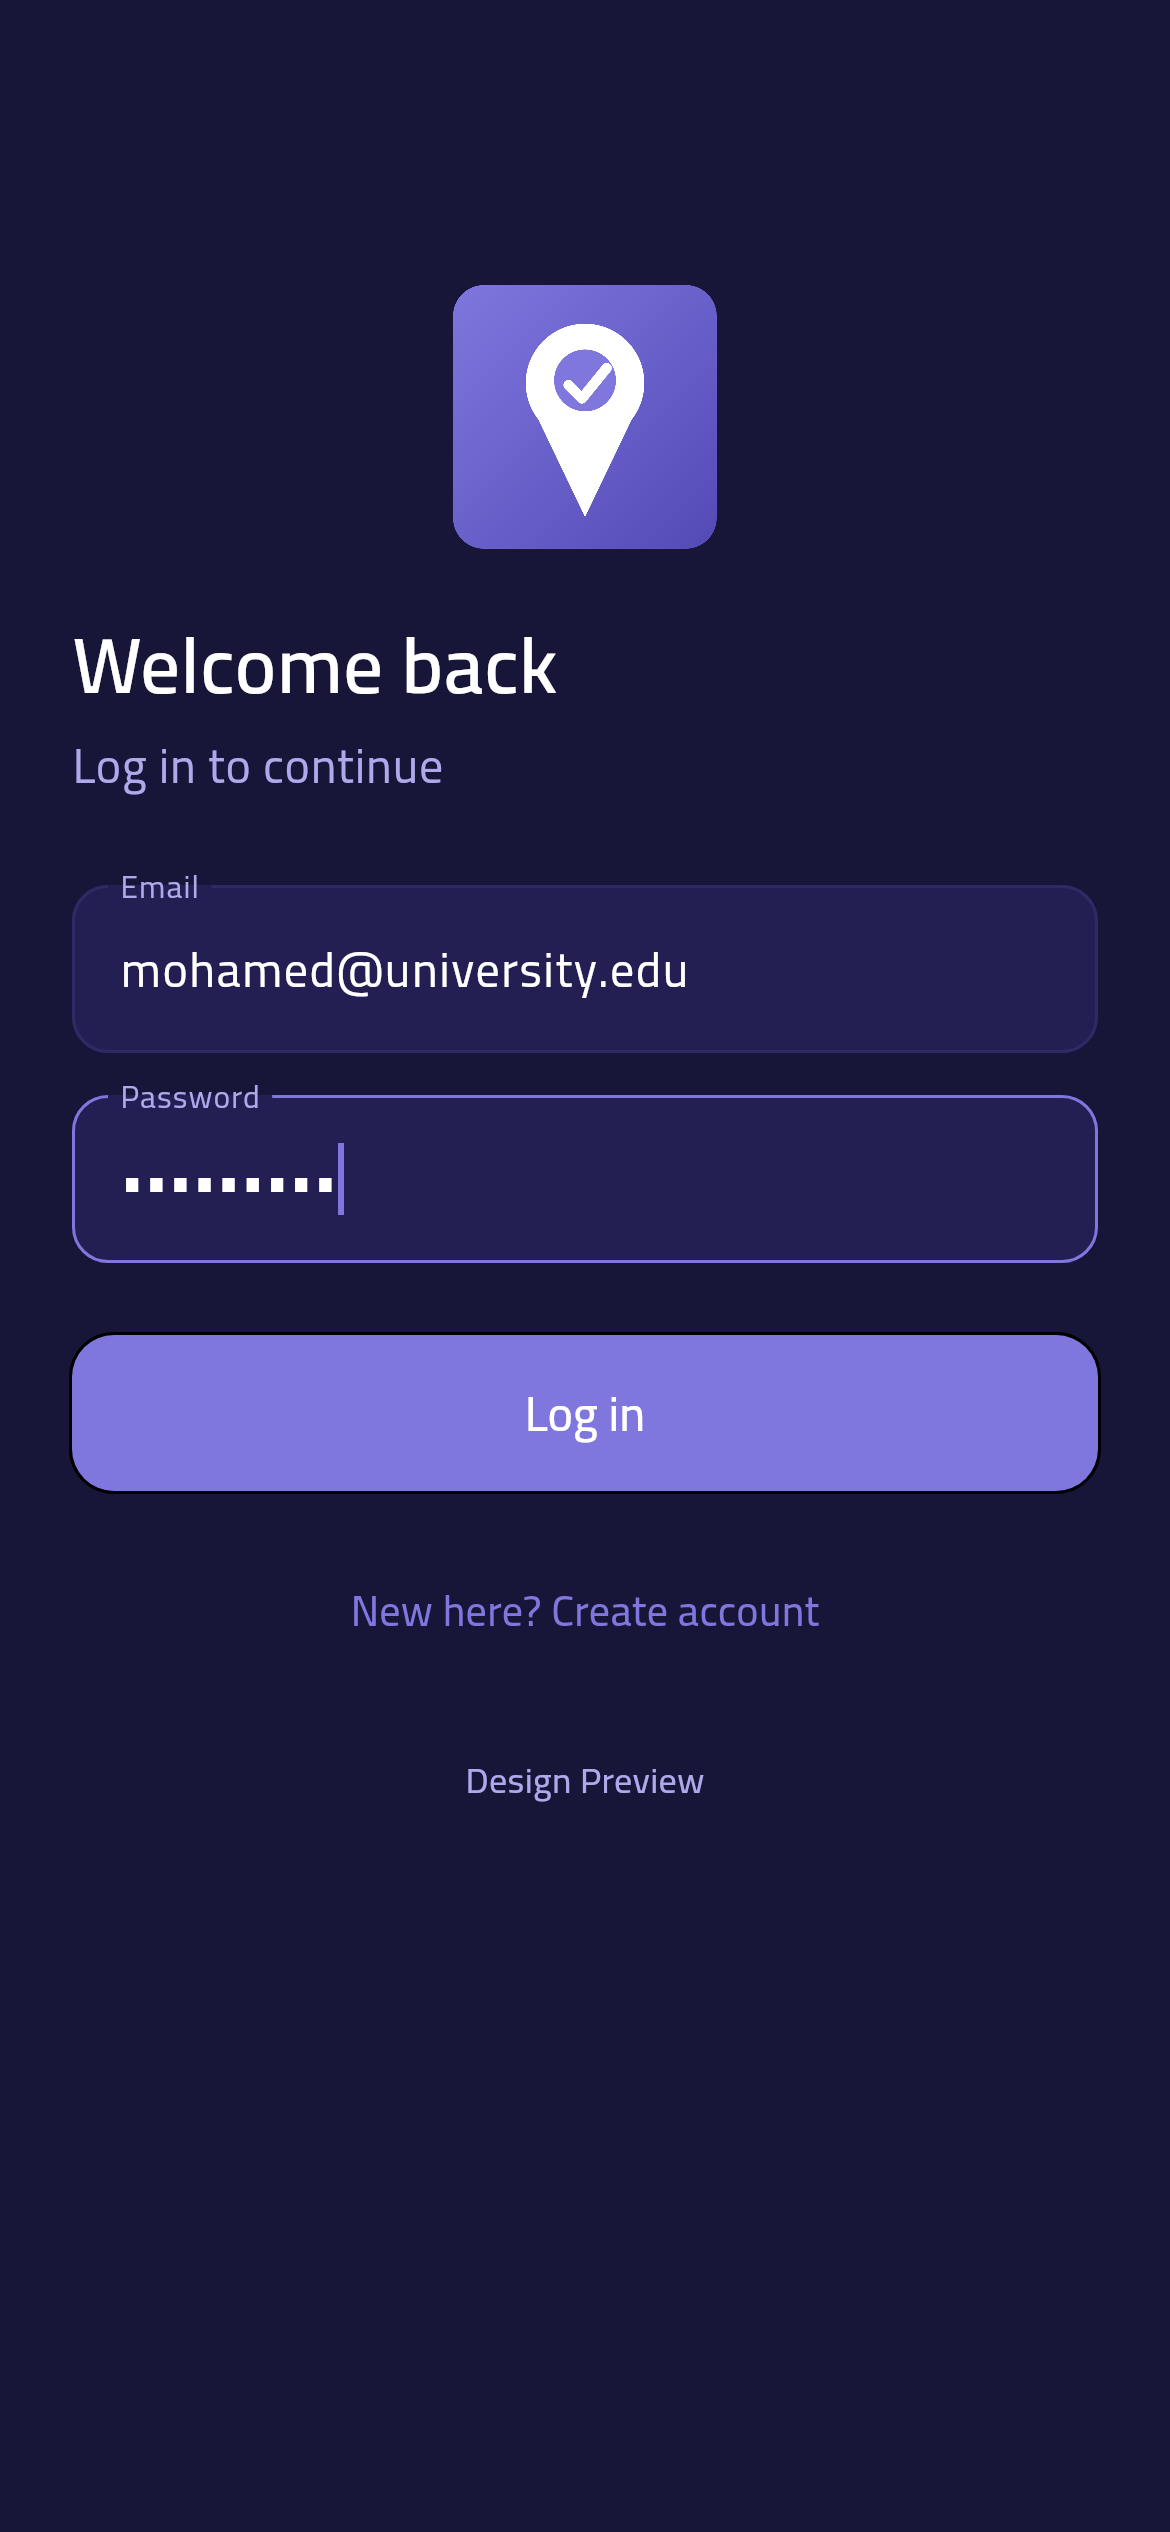 Welcome back
Log in to continue
Email
mohamed@university.edu
Password
Log in
New here? Create account
Design Preview